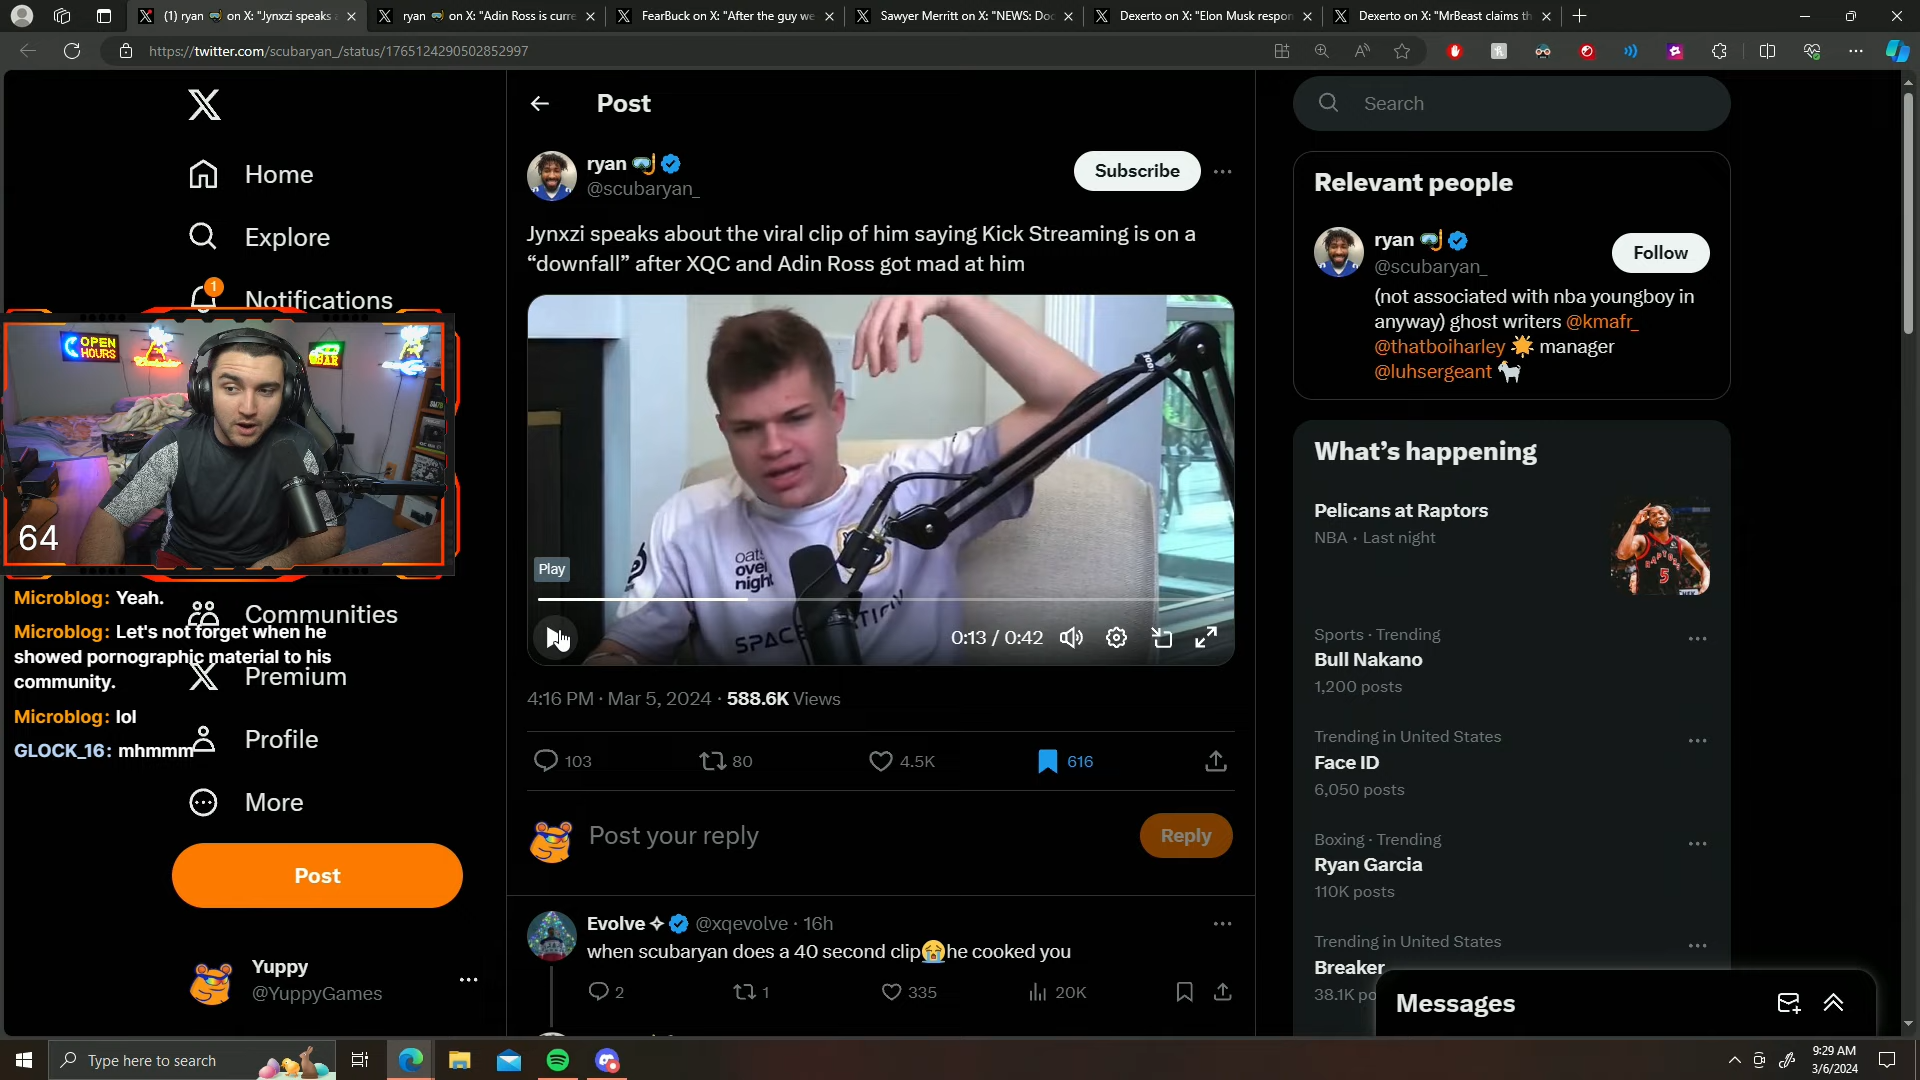 (1) ryan 🤿 on X: "Jynxzi speaks a
ryan 🤿 on X: "Adin Ross is curre
FearBuck on X: "After the guy we
Sawyer Merritt on X: "NEWS: Doc
Dexerto on X: "Elon Musk respon
Dexerto on X: "MrBeast claims th
https://twitter.com/scubaryan_/status/1765124290502852997
Home
Explore
1
Notifications
OPEN
HOURS
BAR
64
Microblog: Yeah.
Communities
Microblog: Let's not forget when he
showed pornographic material to his
community.
Premium
Microblog: lol
GLOCK_16: mhmmm
Profile
More
Post
Yuppy
@YuppyGames
Post
ryan 🤿
@scubaryan_
Subscribe
Jynxzi speaks about the viral clip of him saying Kick Streaming is on a
“downfall” after XQC and Adin Ross got mad at him
oats
over
night
Play
0:13 / 0:42
4:16 PM · Mar 5, 2024 · 588.6K Views
103
80
4.5K
616
Post your reply
Reply
Evolve ✧ @xqevolve · 16h
when scubaryan does a 40 second clip😭he cooked you
2
1
335
20K
Search
Relevant people
ryan 🤿
@scubaryan_
Follow
(not associated with nba youngboy in
anyway) ghost writers @kmafr_
@thatboiharley 🌟 manager
@luhsergeant 🐐
What’s happening
Pelicans at Raptors
NBA · Last night
Sports · Trending
Bull Nakano
1,200 posts
Trending in United States
Face ID
6,050 posts
Boxing · Trending
Ryan Garcia
110K posts
Trending in United States
Breaker
38.1K po
Messages
Type here to search
9:29 AM
3/6/2024